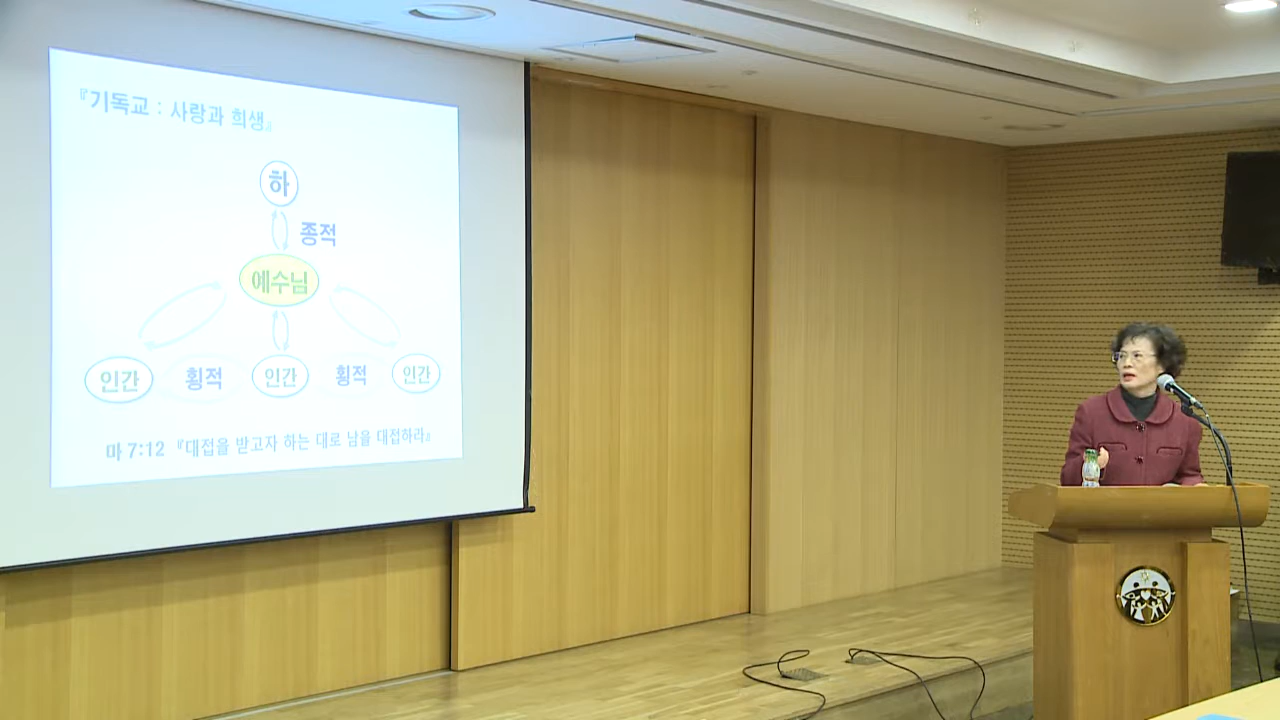 『기독교 : 사랑과 희생』
하
종적
예수님
인간 횡적 인간 횡적 인간
마 7:12 『대접을 받고자 하는 대로 남을 대접하라』